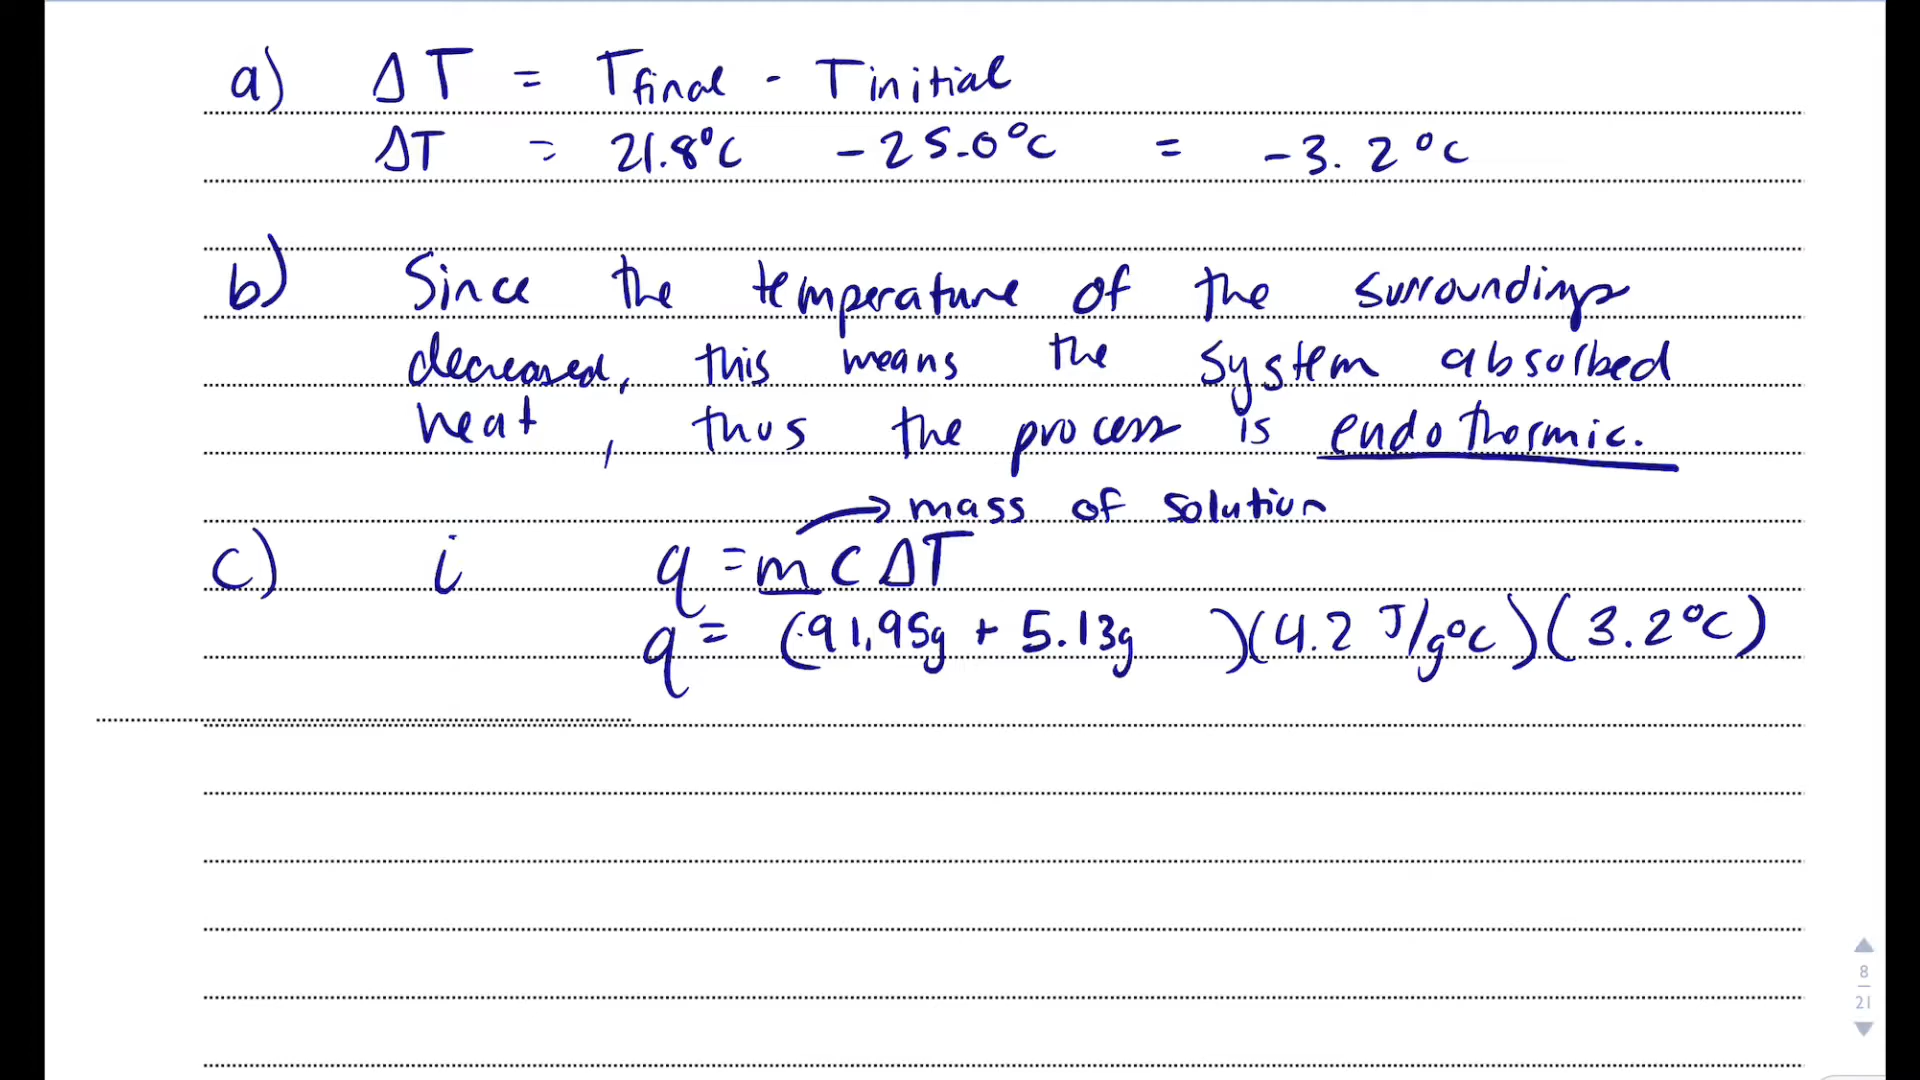 a) ΔT = Tfinal - Tinitial
ΔT = 21.8°C - 25.0°C = -3.2°C
b) Since the temperature of the surroundings
decreased, this means the system absorbed
heat, thus the process is endothermic.
→ mass of solution
c) i q = m C ΔT
q = (91.95g + 5.13g )(4.2 J/g°C)(3.2°C)
8
21